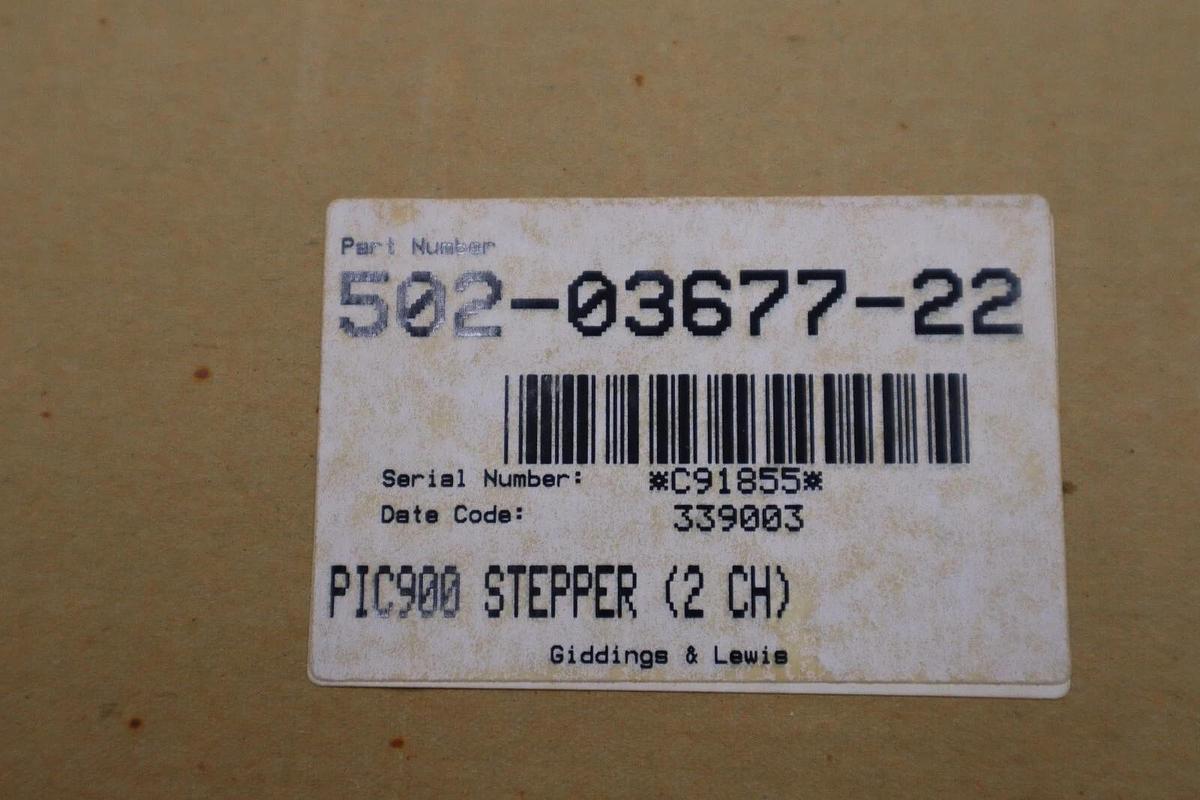 Part Number
502-03677-22
Serial Number: *C91855*
Date Code: 339003
PIC900 STEPPER (2 CH)
Giddings & Lewis